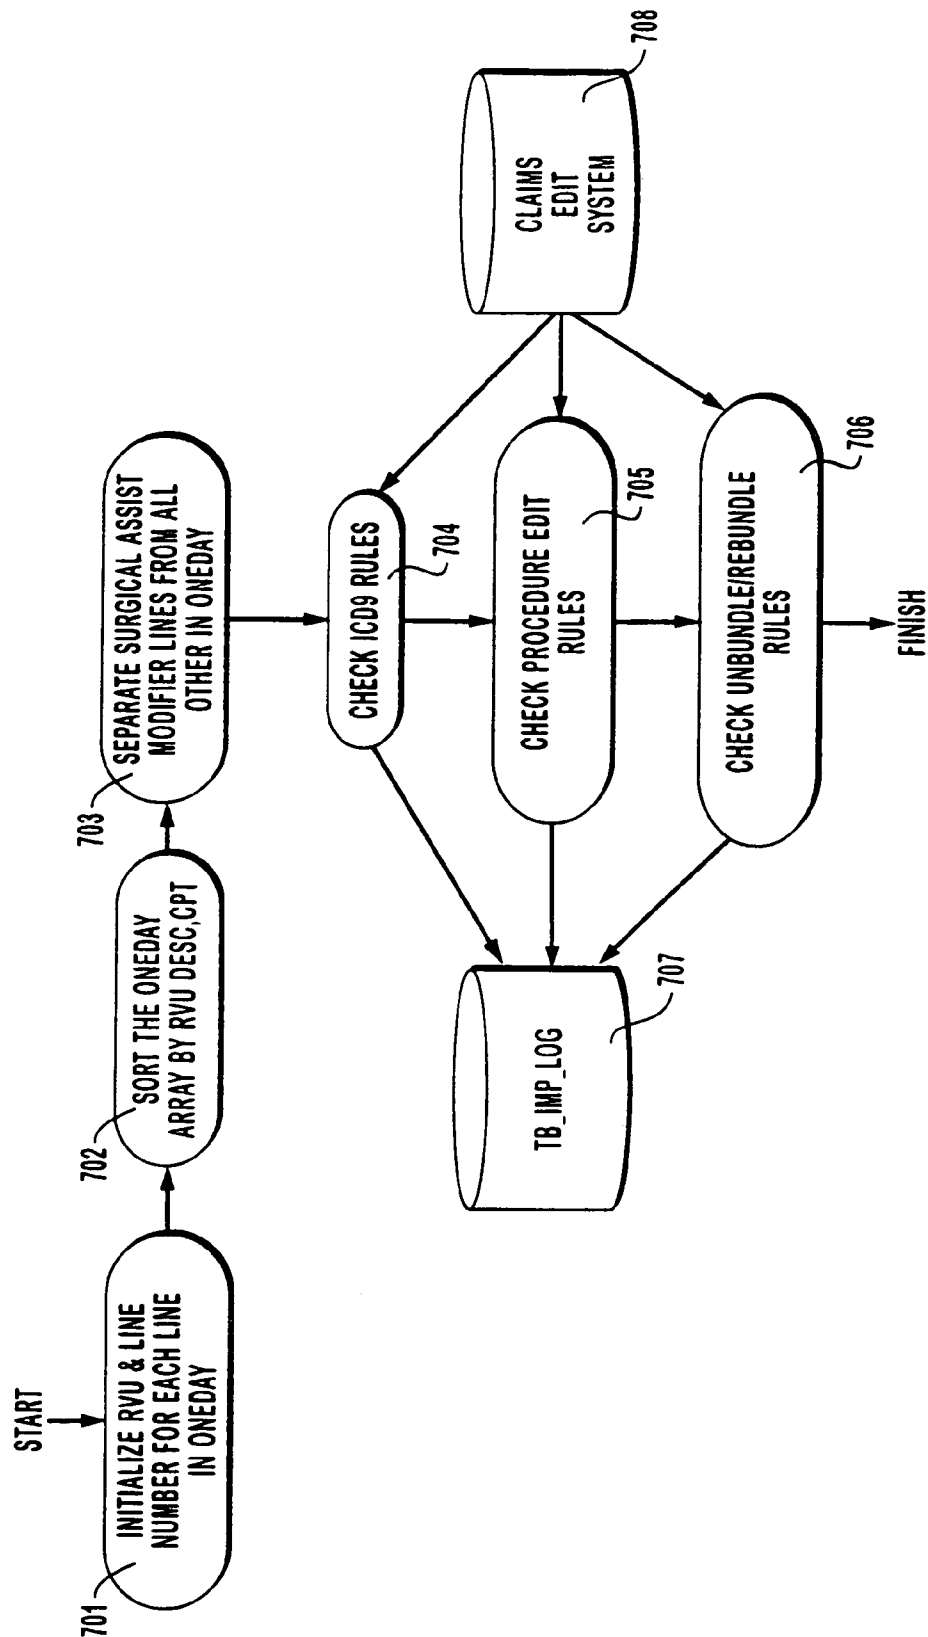 START
701
INITIALIZE RVU & LINE
NUMBER FOR EACH LINE
IN ONEDAY
702
SORT THE ONEDAY
ARRAY BY RVU DESC,CPT
703
SEPARATE SURGICAL ASSIST
MODIFIER LINES FROM ALL
OTHER IN ONEDAY
CHECK ICD9 RULES
704
CHECK PROCEDURE EDIT
RULES
705
CHECK UNBUNDLE/REBUNDLE
RULES
706
TB_IMP_LOG
707
CLAIMS
EDIT
SYSTEM
708
FINISH